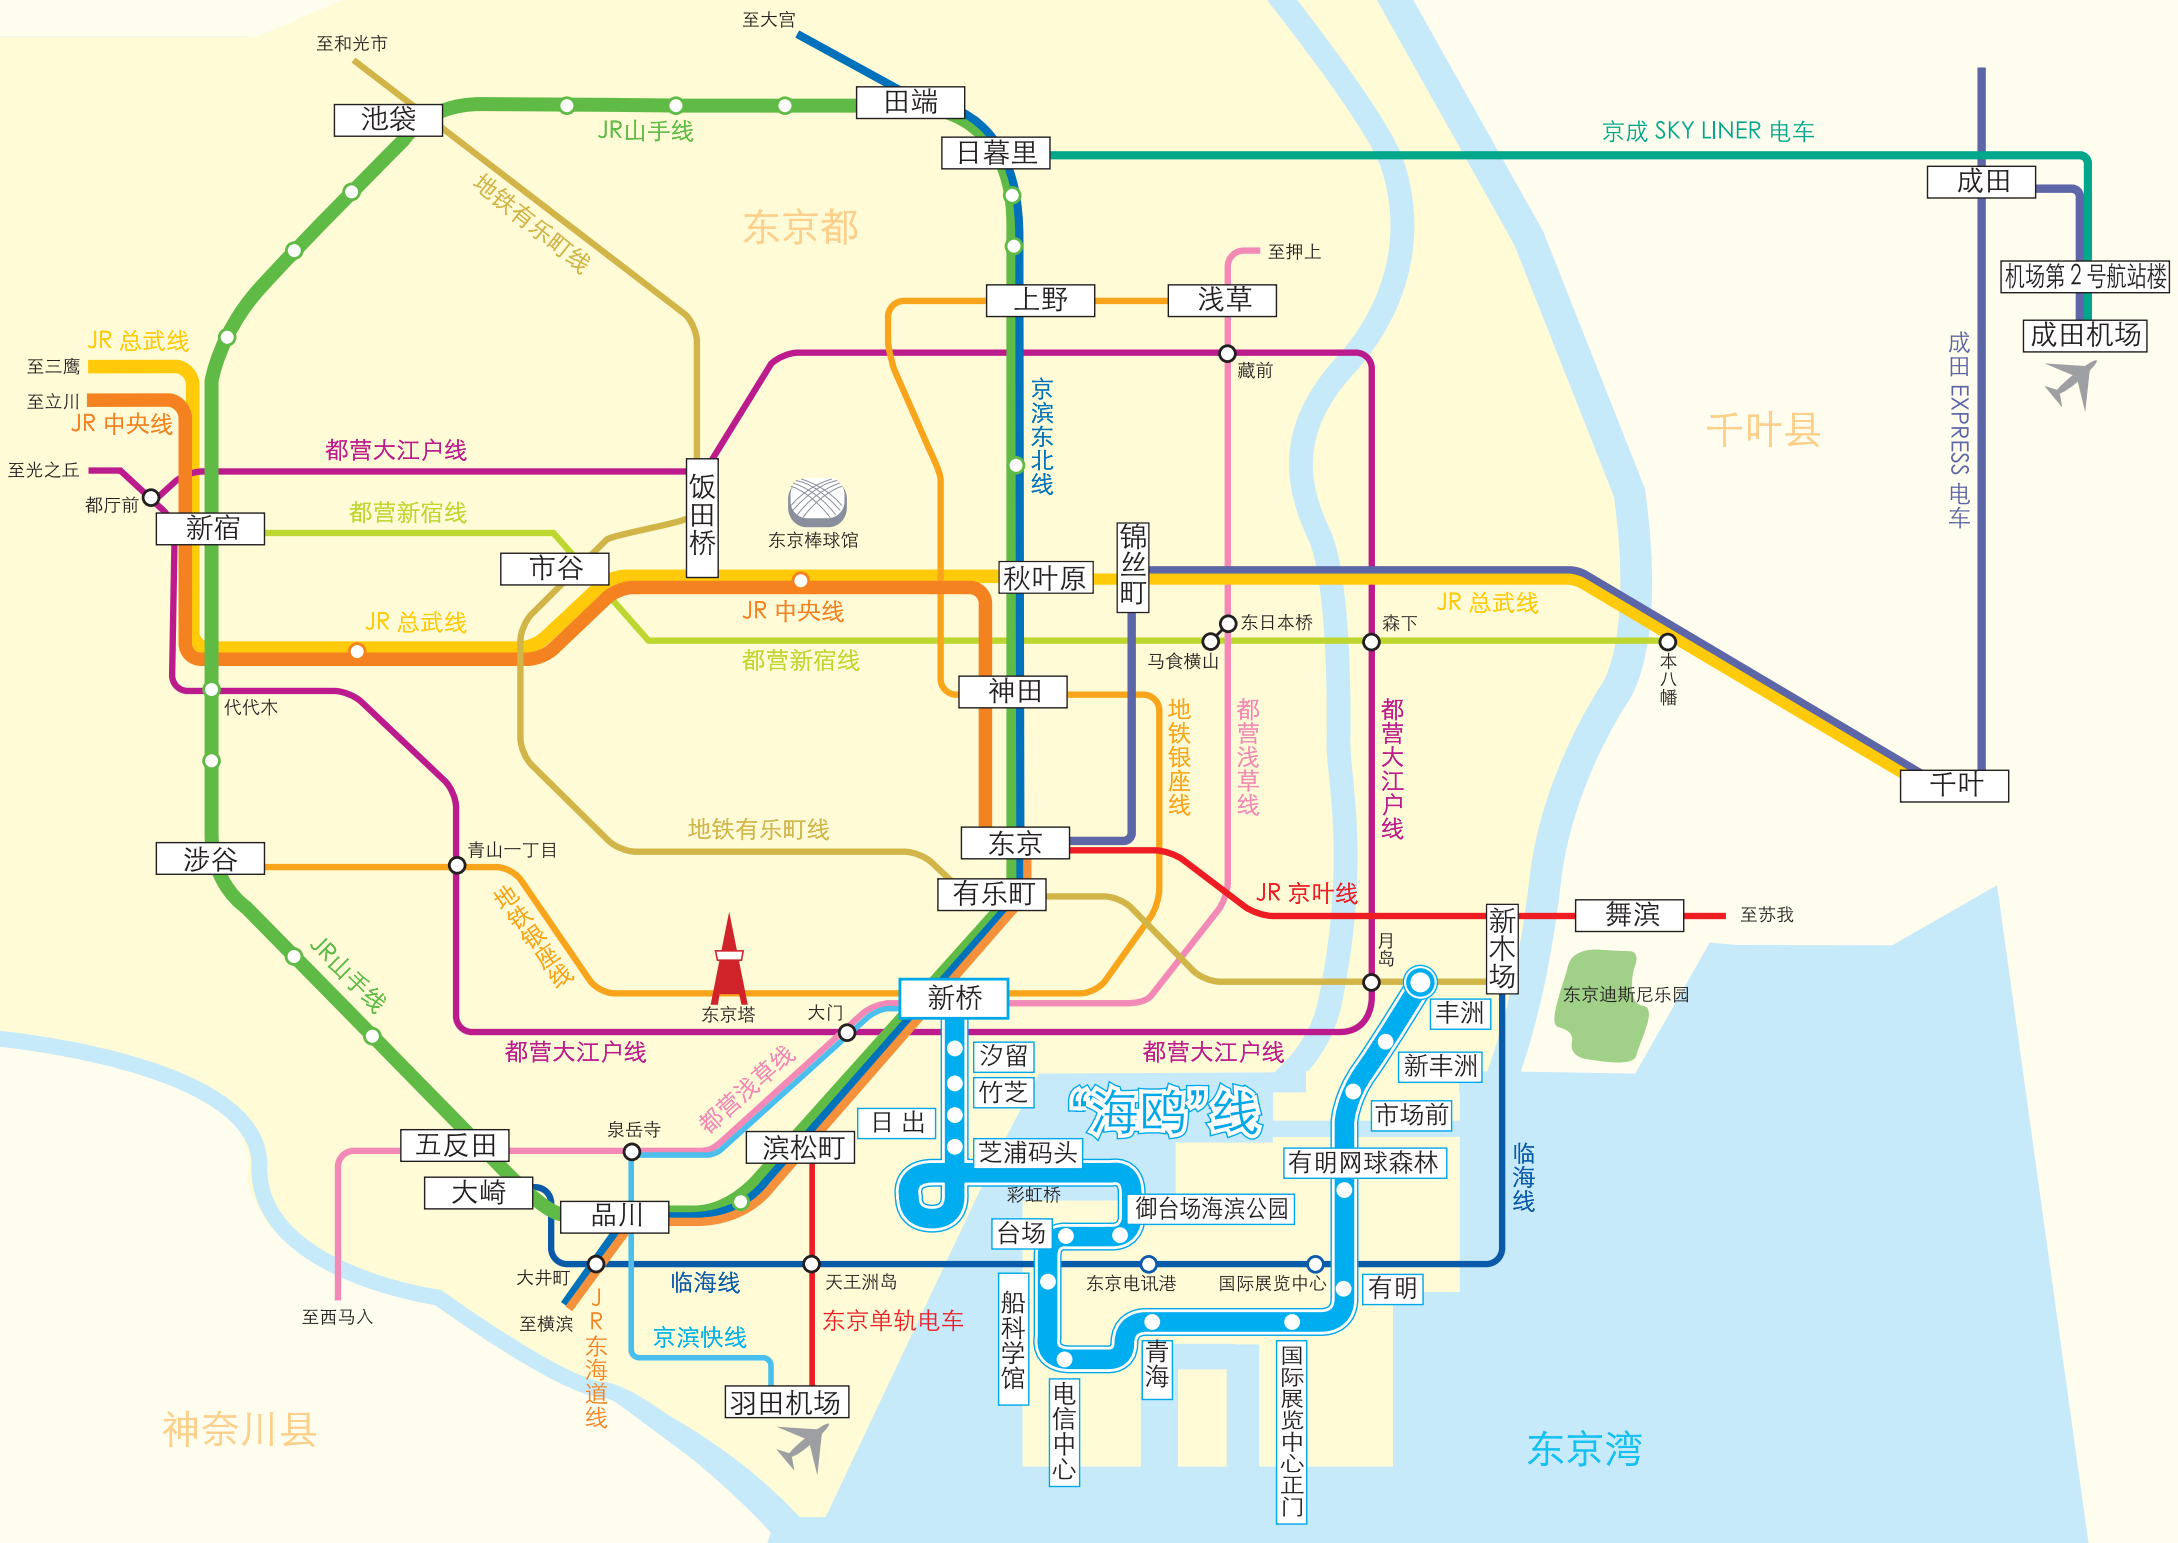 至大宫
至和光市
田端
池袋
JR山手线
京成 SKY LINER 电车
日暮里
成田
地铁有乐町线
东京都
至押上
机场第 2 号航站楼
上野
浅草
成田机场
JR 总武线
至三鹰
藏前
至立川
JR 中央线
京滨东北线
成田 EXPRESS 电车
千叶县
都营大江户线
至光之丘
都厅前
饭田桥
都营新宿线
新宿
东京棒球馆
锦丝町
市谷
秋叶原
JR 总武线
JR 中央线
JR 总武线
东日本桥
森下
都营新宿线
马食横山
本八幡
神田
代代木
地铁银座线
都营浅草线
都营大江户线
千叶
地铁有乐町线
东京
青山一丁目
涉谷
有乐町
JR 京叶线
地铁银座线
新木场
舞滨
至苏我
JR山手线
月岛
东京迪斯尼乐园
新桥
东京塔
大门
丰洲
都营大江户线
都营大江户线
汐留
新丰洲
竹芝
“海鸥”线
都营浅草线
日 出
市场前
泉岳寺
五反田
滨松町
芝浦码头
有明网球森林
临海线
大崎
彩虹桥
御台场海滨公园
品川
台场
大井町
临海线
天王洲岛
东京电讯港
国际展览中心
有明
至西马入
至横滨
JR东海道线
京滨快线
东京单轨电车
船科学馆
青海
国际展览中心正门
电信中心
羽田机场
神奈川县
东京湾